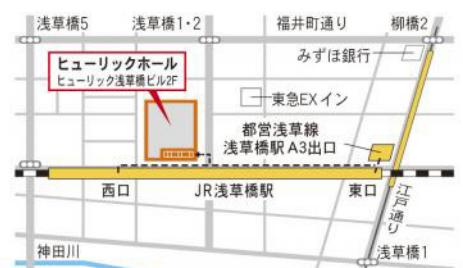 浅草橋5
浅草橋1・2
福井町通り
柳橋2
ヒューリックホール
ヒューリック浅草橋ビル2F
みずほ銀行
東急EXイン
都営浅草線
浅草橋駅A3出口
西口
JR浅草橋駅
東口
江戸通り
神田川
浅草橋1